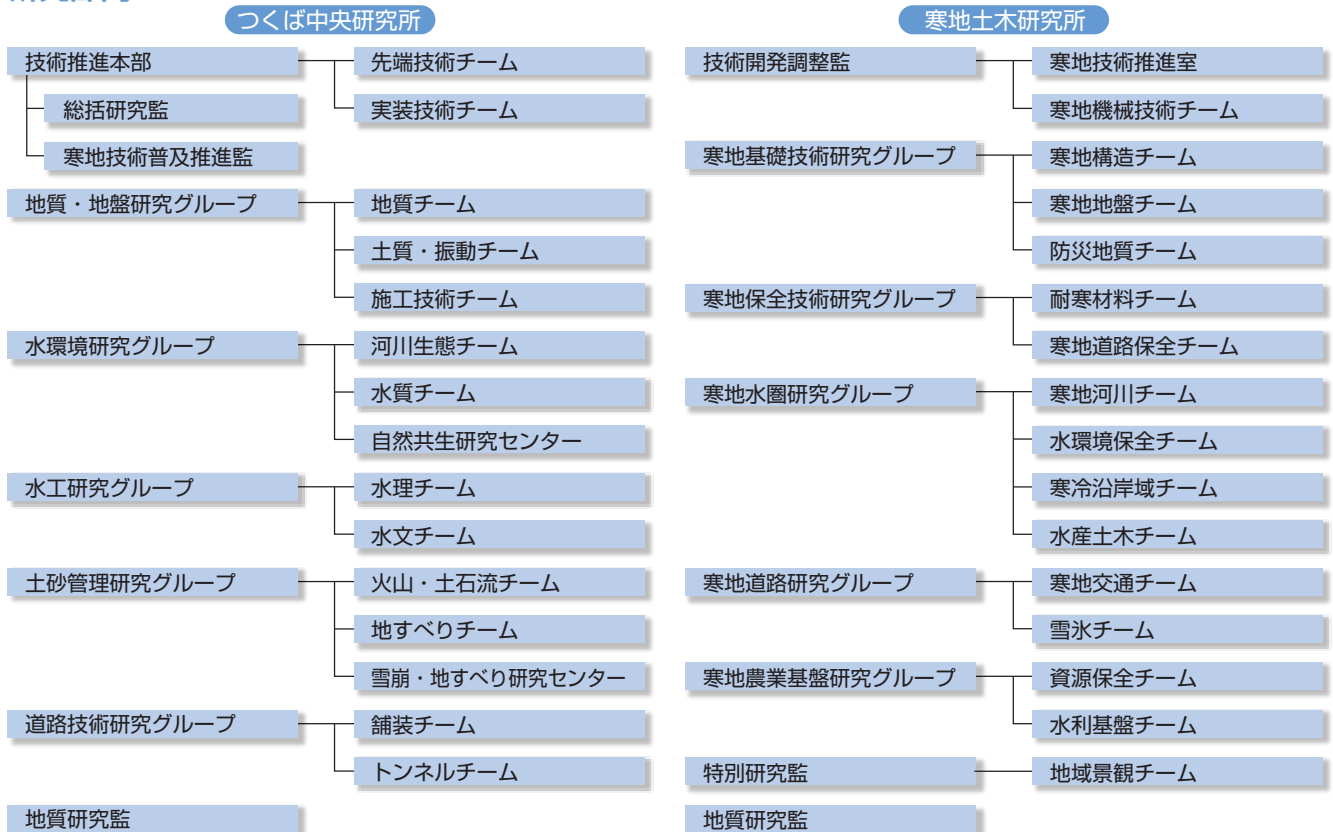 つくば中央研究所
技術推進本部
先端技術チーム
総括研究監
実装技術チーム
寒地技術普及推進監
地質・地盤研究グループ
地質チーム
土質・振動チーム
施工技術チーム
水環境研究グループ
河川生態チーム
水質チーム
自然共生研究センター
水工研究グループ
水理チーム
水文チーム
土砂管理研究グループ
火山・土石流チーム
地すべりチーム
雪崩・地すべり研究センター
道路技術研究グループ
舗装チーム
トンネルチーム
地質研究監
寒地土木研究所
技術開発調整監
寒地技術推進室
寒地機械技術チーム
寒地基礎技術研究グループ
寒地構造チーム
寒地地盤チーム
防災地質チーム
寒地保全技術研究グループ
耐寒材料チーム
寒地道路保全チーム
寒地水圏研究グループ
寒地河川チーム
水環境保全チーム
寒冷沿岸域チーム
水産土木チーム
寒地道路研究グループ
寒地交通チーム
雪氷チーム
寒地農業基盤研究グループ
資源保全チーム
水利基盤チーム
特別研究監
地域景観チーム
地質研究監